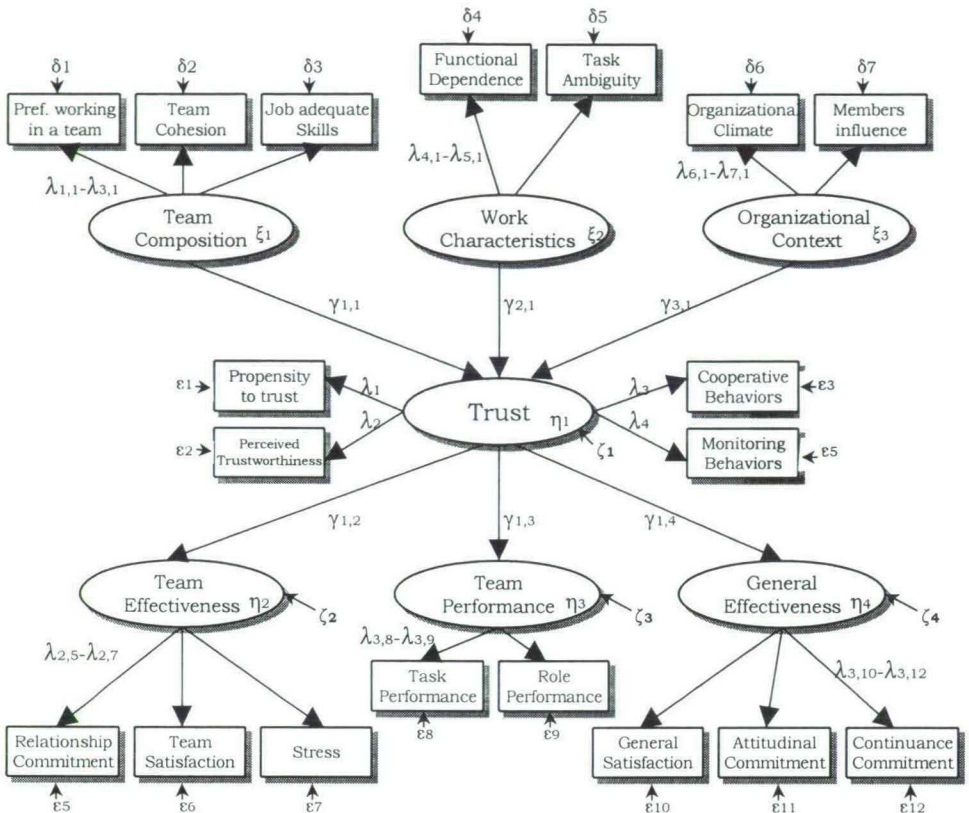 δ4
δ5
Functional
Dependence
Task
Ambiguity
δ1
δ2
δ3
δ6
δ7
Pref. working
in a team
Team
Cohesion
Job adequate
Skills
Organizational
Climate
Members
influence
λ1,1-λ3,1
λ4,1-λ5,1
λ6,1-λ7,1
Team
Composition ξ1
Work
Characteristics ξ2
Organizational
Context ξ3
γ1,1
γ2,1
γ3,1
ε1
Propensity
to trust
λ1
λ3
Cooperative
Behaviors
ε3
Trust η1
ε2
Perceived
Trustworthiness
λ2
λ4
Monitoring
Behaviors
ε5
ζ1
γ1,2
γ1,3
γ1,4
Team
Effectiveness η2
ζ2
Team
Performance η3
ζ3
General
Effectiveness η4
ζ4
λ2,5-λ2,7
λ3,8-λ3,9
λ3,10-λ3,12
Task
Performance
Role
Performance
ε8
ε9
Relationship
Commitment
Team
Satisfaction
Stress
General
Satisfaction
Attitudinal
Commitment
Continuance
Commitment
ε5
ε6
ε7
ε10
ε11
ε12